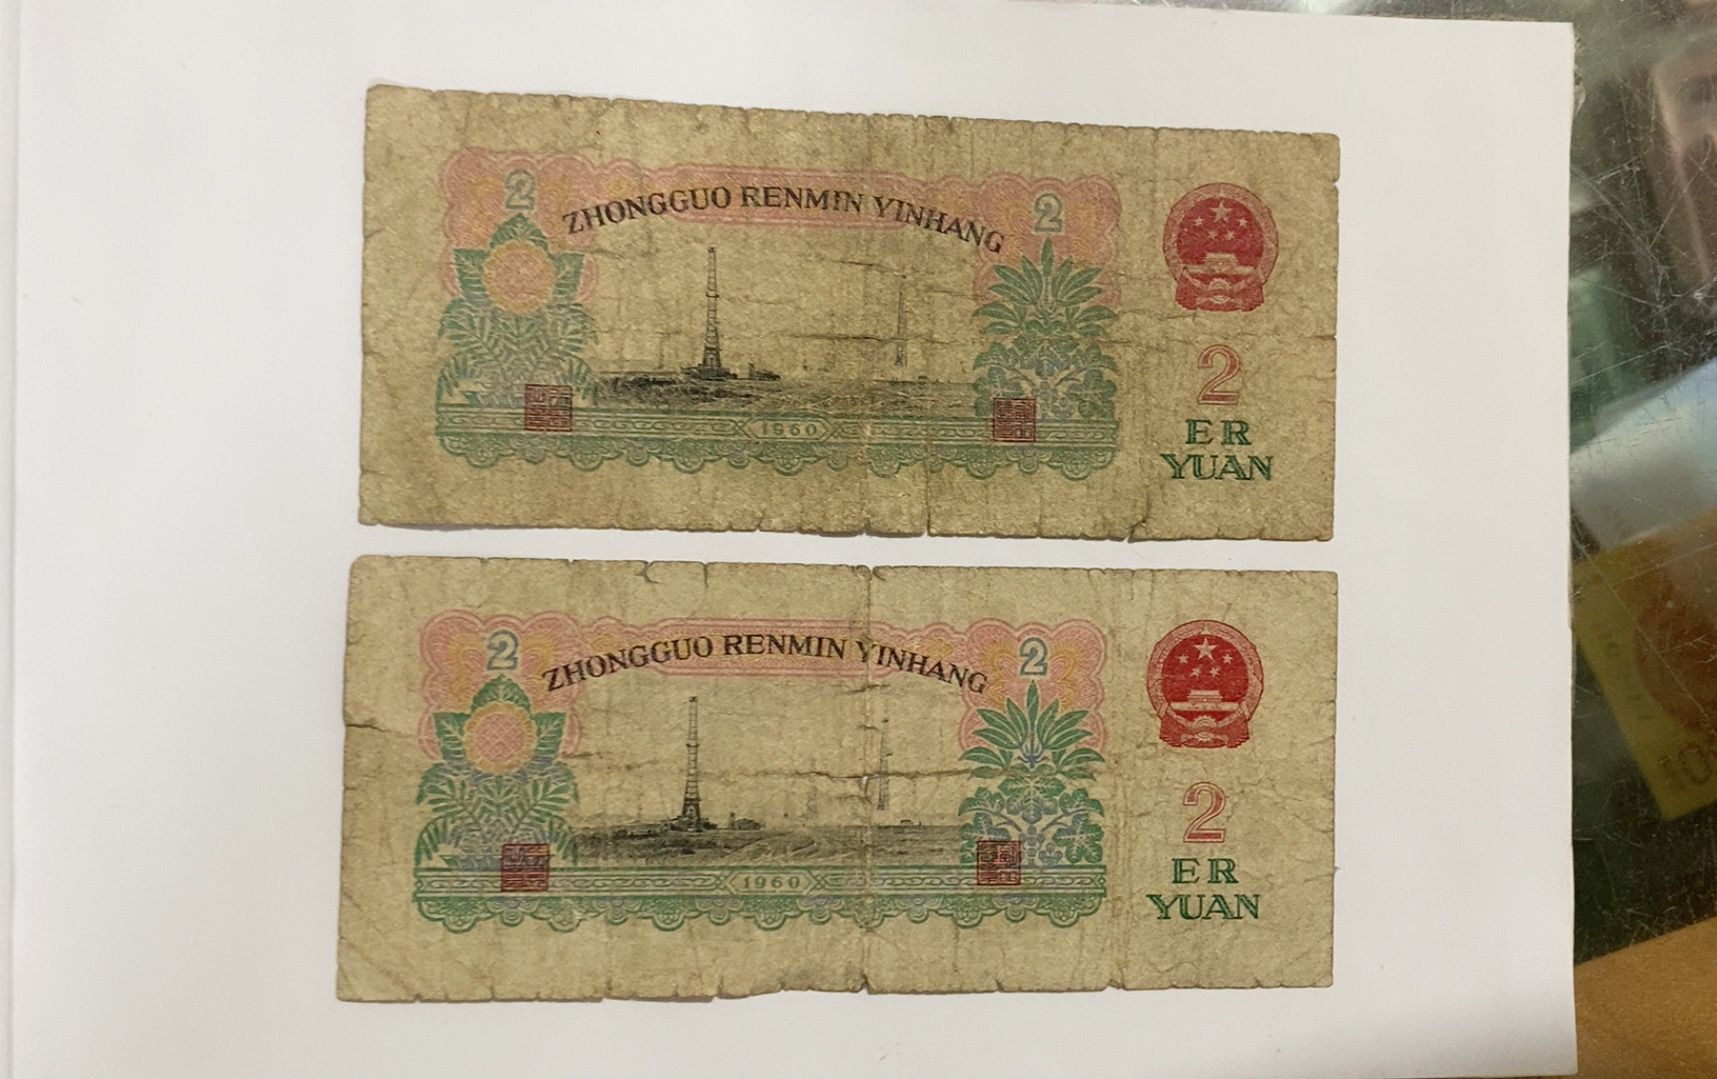 2
ZHONGGUO RENMIN YINHANG
2
1960
2
ER
YUAN
2
ZHONGGUO RENMIN YINHANG
2
1960
2
ER
YUAN